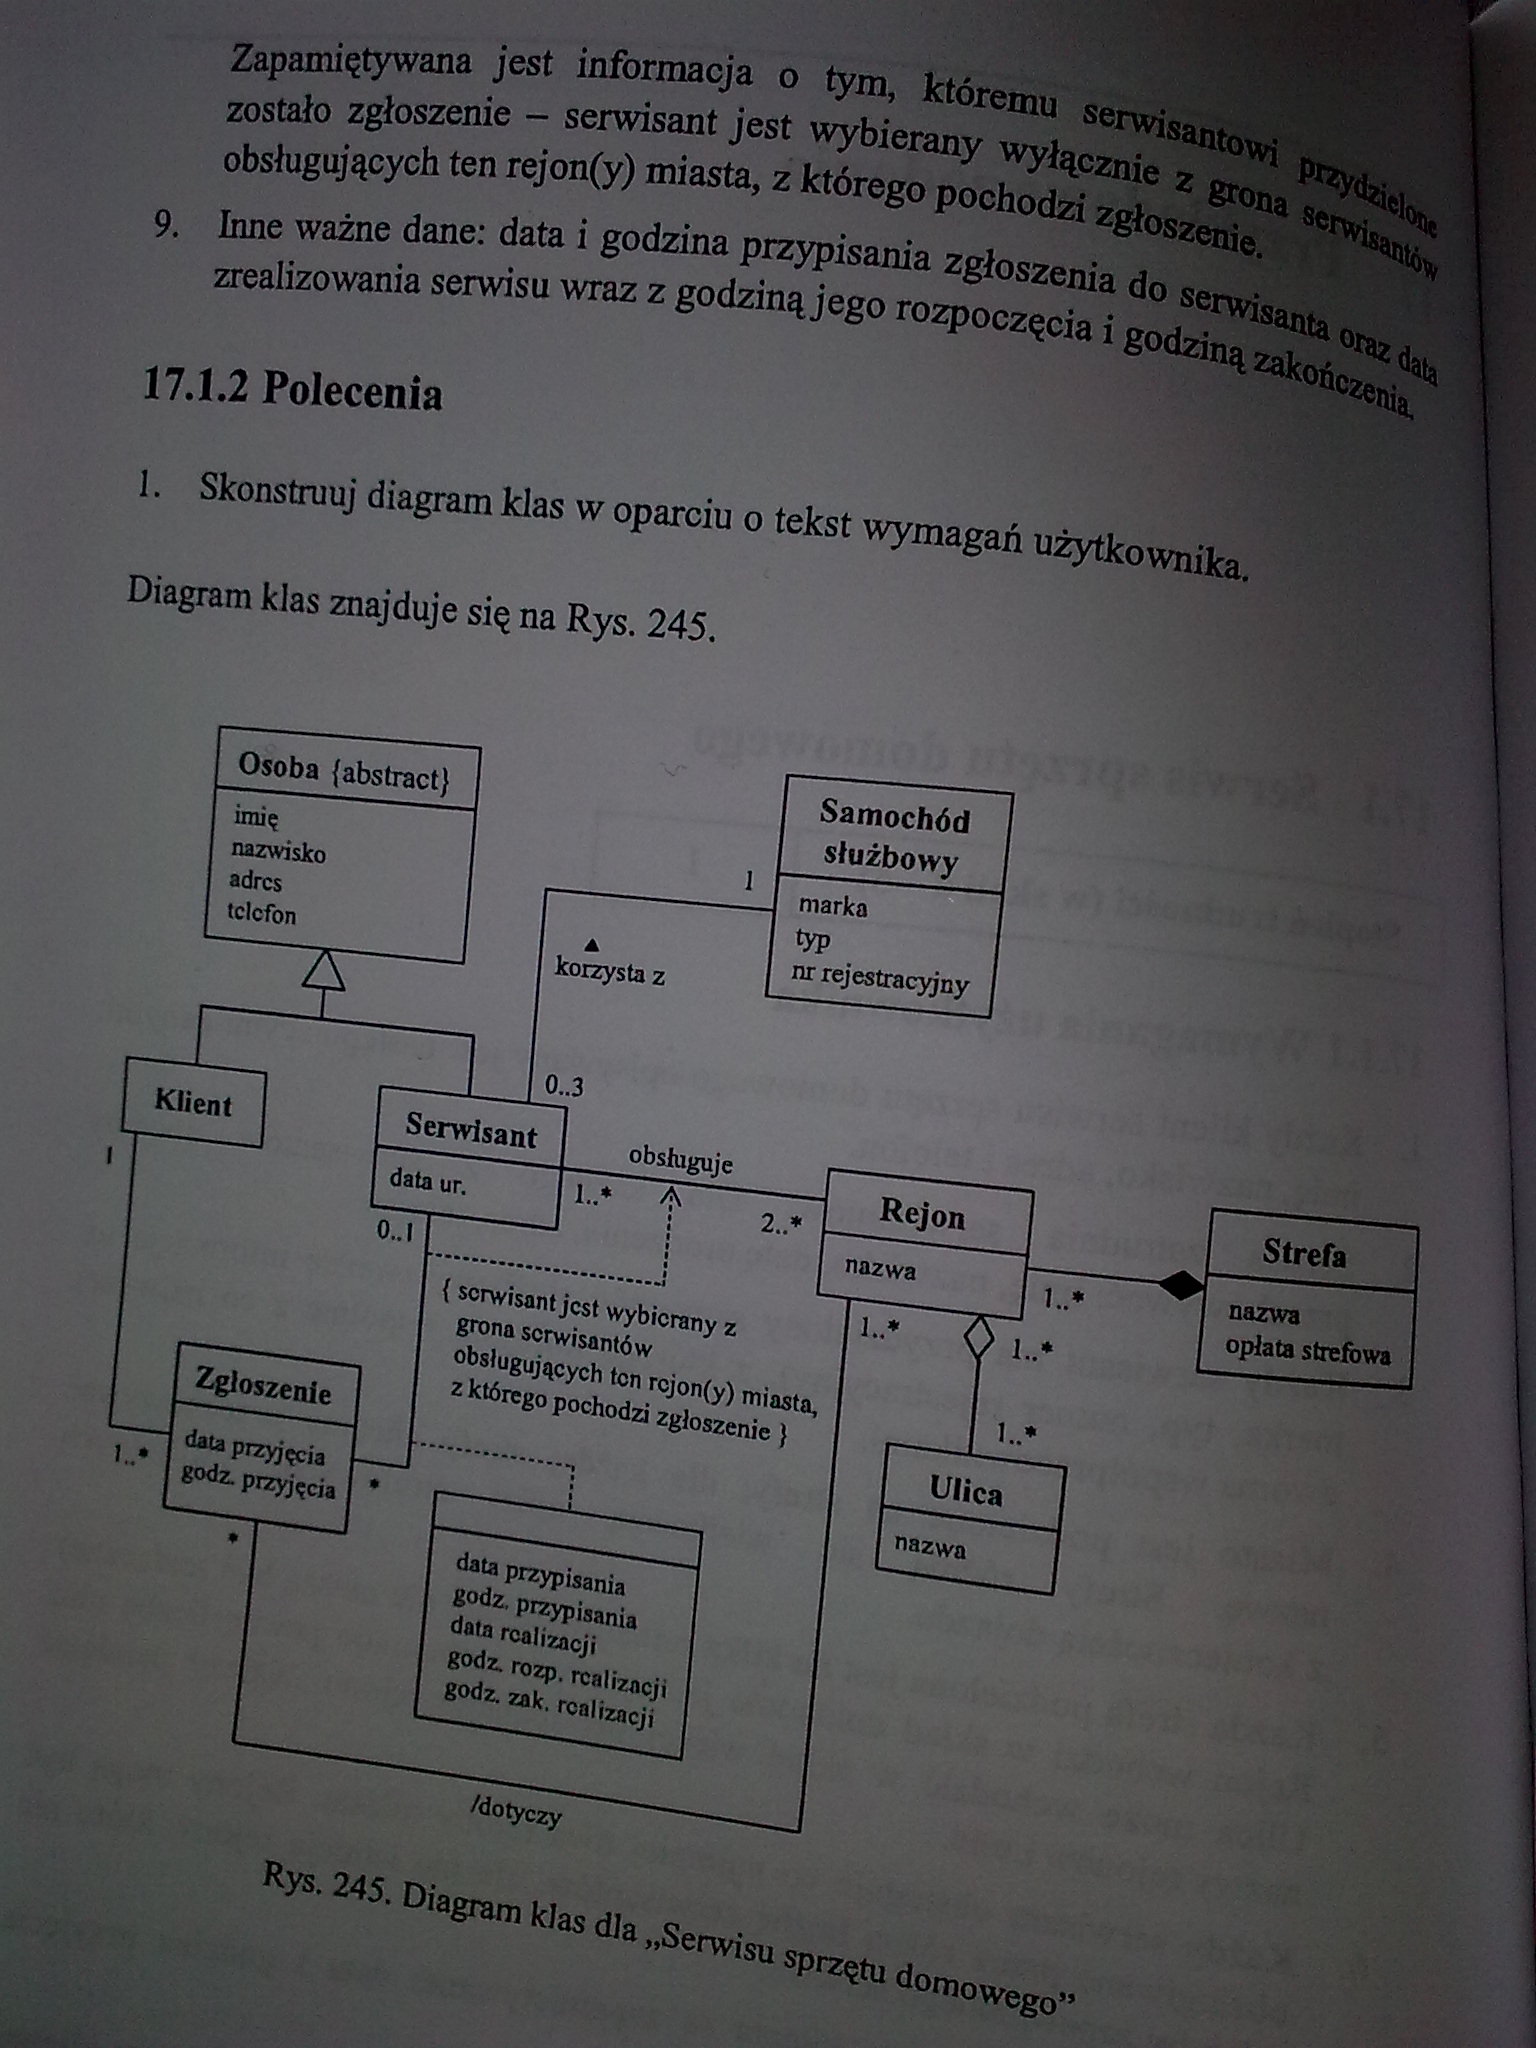 Zapamiętywana jest informacja o tym, któremu serwisantowi przydzielone
zostało zgłoszenie – serwisant jest wybierany wyłącznie z grona serwisantów
obsługujących ten rejon(y) miasta, z którego pochodzi zgłoszenie.
9. Inne ważne dane: data i godzina przypisania zgłoszenia do serwisanta oraz data
zrealizowania serwisu wraz z godziną jego rozpoczęcia i godziną zakończenia.
17.1.2 Polecenia
1. Skonstruuj diagram klas w oparciu o tekst wymagań użytkownika.
Diagram klas znajduje się na Rys. 245.
Osoba {abstract}
imię
nazwisko
adres
telefon
Samochód
służbowy
marka
typ
nr rejestracyjny
1
▲
korzysta z
0..3
Klient
1
Serwisant
data ur.
0..1
obsługuje
1..*
2..*
Rejon
nazwa
1..*
Strefa
nazwa
opłata strefowa
1..*
1..*
{ serwisant jest wybierany z
grona serwisantów
obsługujących ten rejon(y) miasta,
z którego pochodzi zgłoszenie }
Zgłoszenie
data przyjęcia
godz. przyjęcia
1..*
*
*
1..*
Ulica
nazwa
data przypisania
godz. przypisania
data realizacji
godz. rozp. realizacji
godz. zak. realizacji
/dotyczy
Rys. 245. Diagram klas dla „Serwisu sprzętu domowego”